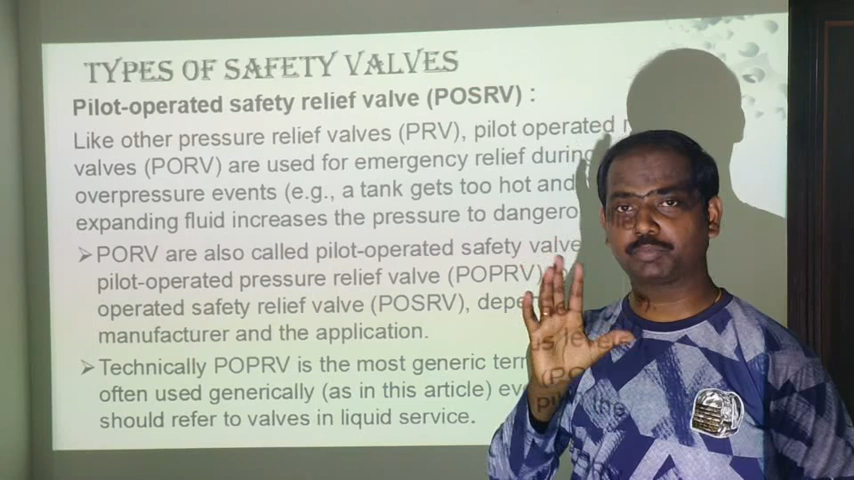 TYPES OF SAFETY VALVES
Pilot-operated safety relief valve (POSRV) :
Like other pressure relief valves (PRV), pilot operated
valves (PORV) are used for emergency relief during
overpressure events (e.g., a tank gets too hot and
expanding fluid increases the pressure to dangero
PORV are also called pilot-operated safety valve
pilot-operated pressure relief valve (POPRV)
operated safety relief valve (POSRV), depe
manufacturer and the application.
Technically POPRV is the most generic term
often used generically (as in this article) ev
should refer to valves in liquid service.